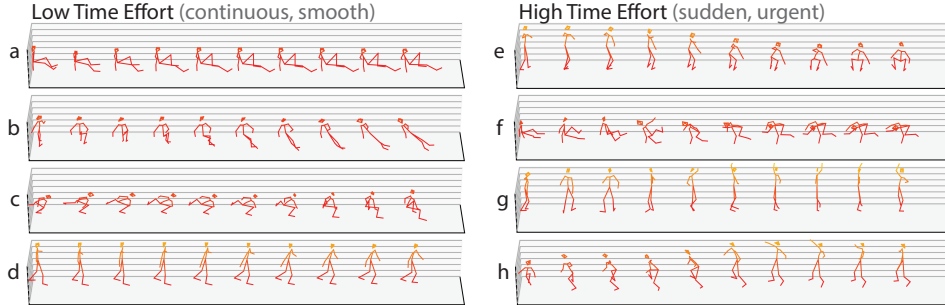 Low Time Effort (continuous, smooth)
a
b
c
d
High Time Effort (sudden, urgent)
e
f
g
h